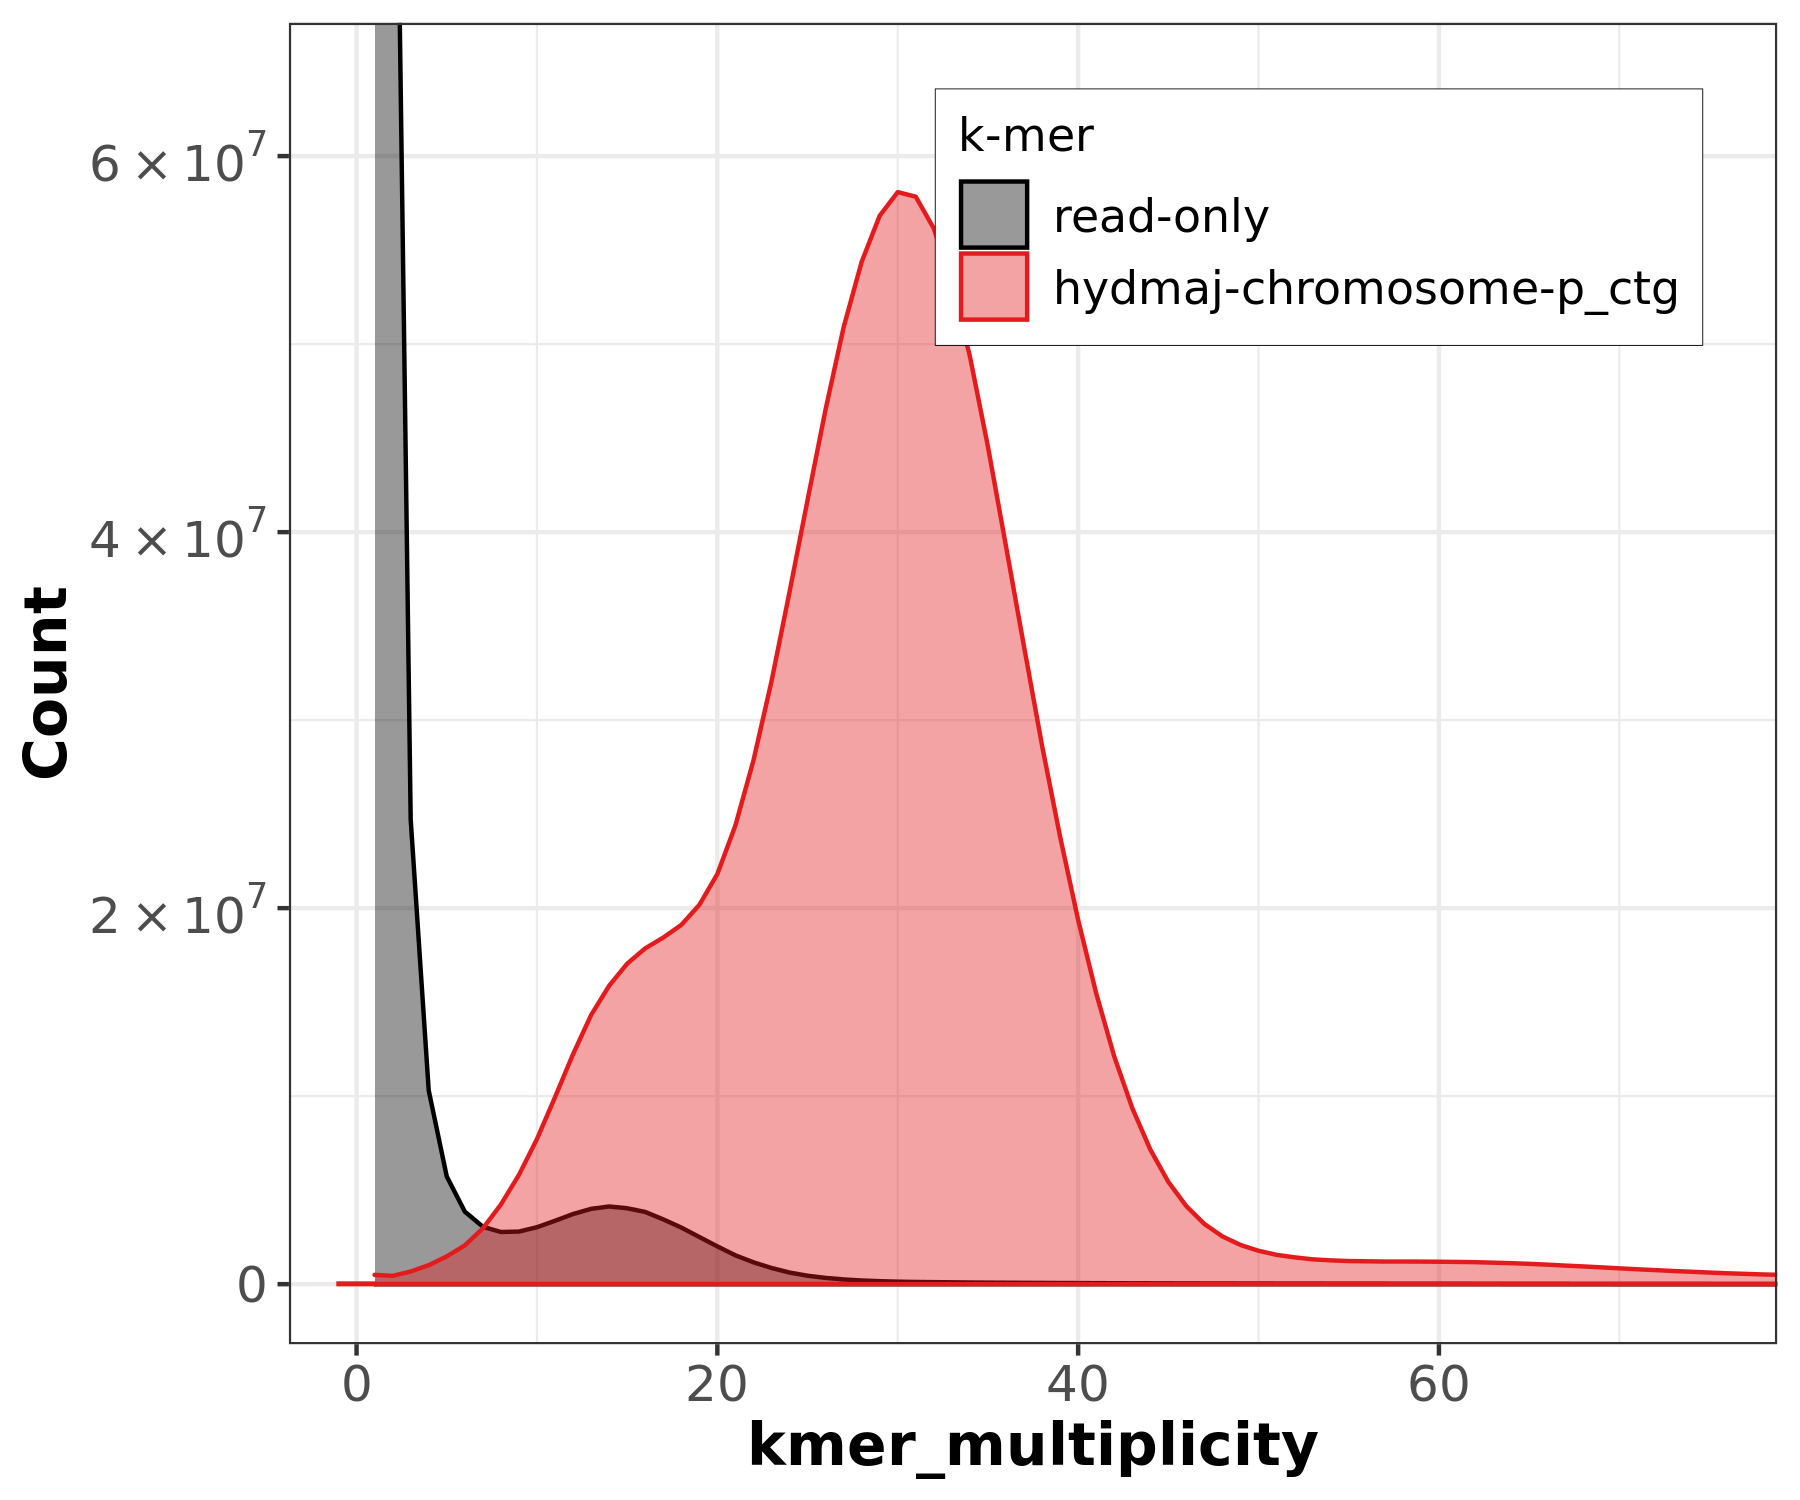 k-mer
read-only
hydmaj-chromosome-p_ctg
6 × 10⁷
4 × 10⁷
2 × 10⁷
0
Count
0 20 40 60
kmer_multiplicity